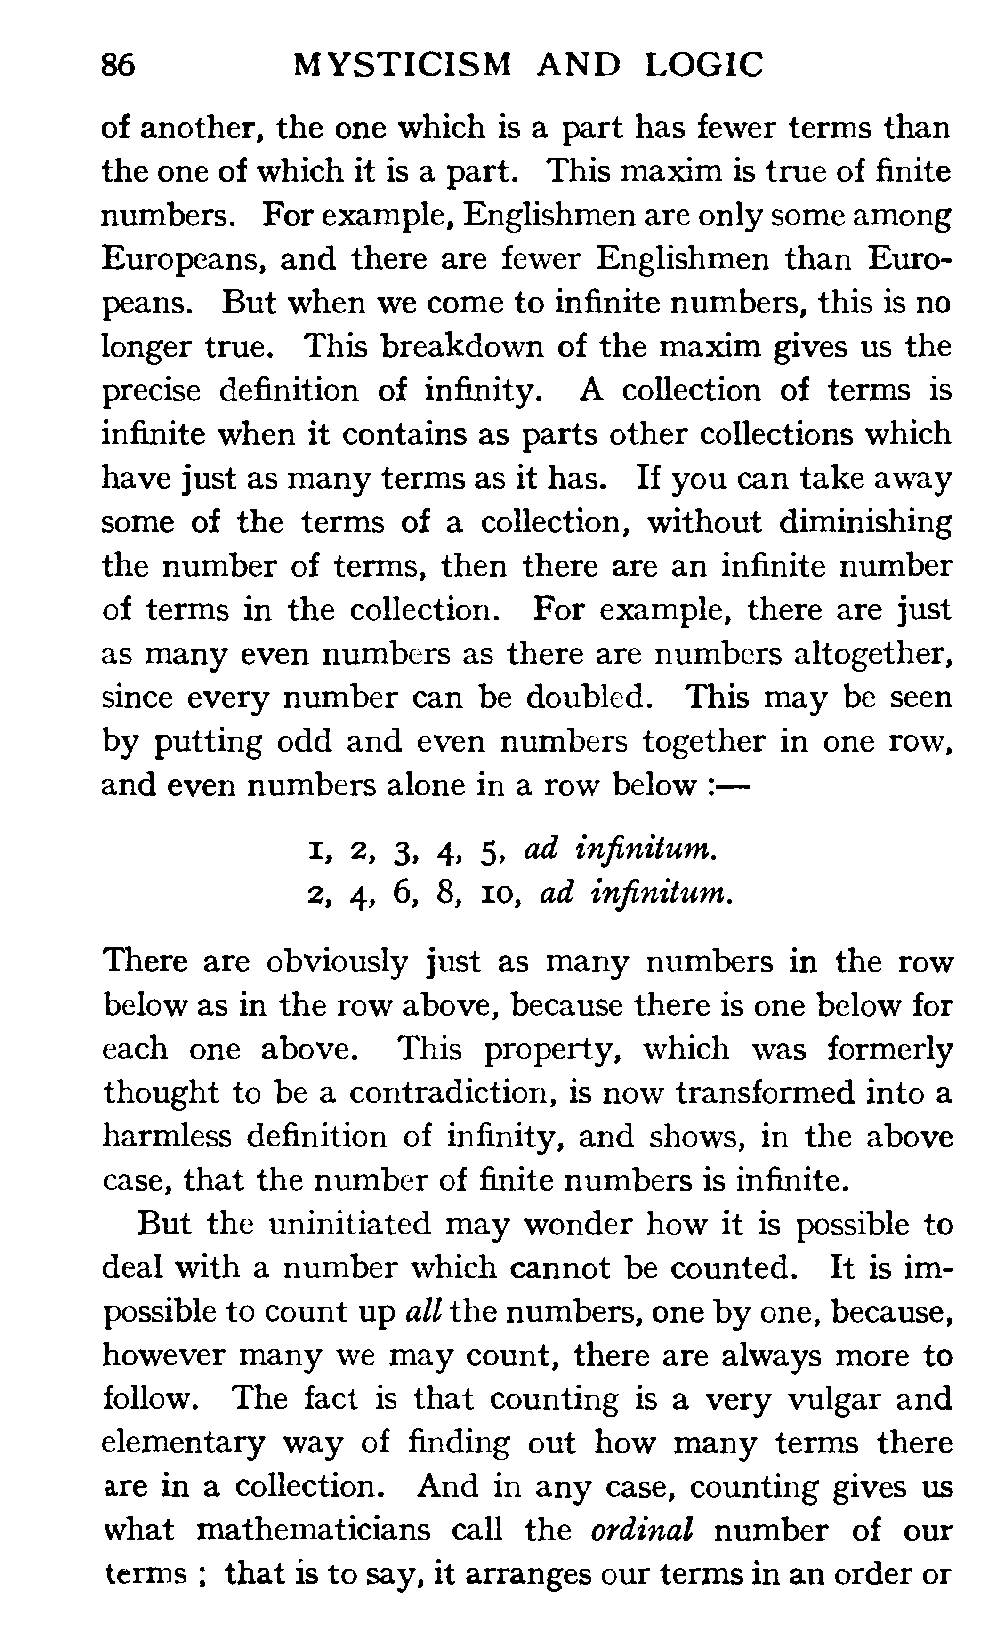 86 MYSTICISM AND LOGIC
of another, the one which is a part has fewer terms than
the one of which it is a part. This maxim is true of finite
numbers. For example, Englishmen are only some among
Europeans, and there are fewer Englishmen than Euro-
peans. But when we come to infinite numbers, this is no
longer true. This breakdown of the maxim gives us the
precise definition of infinity. A collection of terms is
infinite when it contains as parts other collections which
have just as many terms as it has. If you can take away
some of the terms of a collection, without diminishing
the number of terms, then there are an infinite number
of terms in the collection. For example, there are just
as many even numbers as there are numbers altogether,
since every number can be doubled. This may be seen
by putting odd and even numbers together in one row,
and even numbers alone in a row below :—
1, 2, 3, 4, 5, ad infinitum.
2, 4, 6, 8, 10, ad infinitum.
There are obviously just as many numbers in the row
below as in the row above, because there is one below for
each one above. This property, which was formerly
thought to be a contradiction, is now transformed into a
harmless definition of infinity, and shows, in the above
case, that the number of finite numbers is infinite.
But the uninitiated may wonder how it is possible to
deal with a number which cannot be counted. It is im-
possible to count up all the numbers, one by one, because,
however many we may count, there are always more to
follow. The fact is that counting is a very vulgar and
elementary way of finding out how many terms there
are in a collection. And in any case, counting gives us
what mathematicians call the ordinal number of our
terms ; that is to say, it arranges our terms in an order or